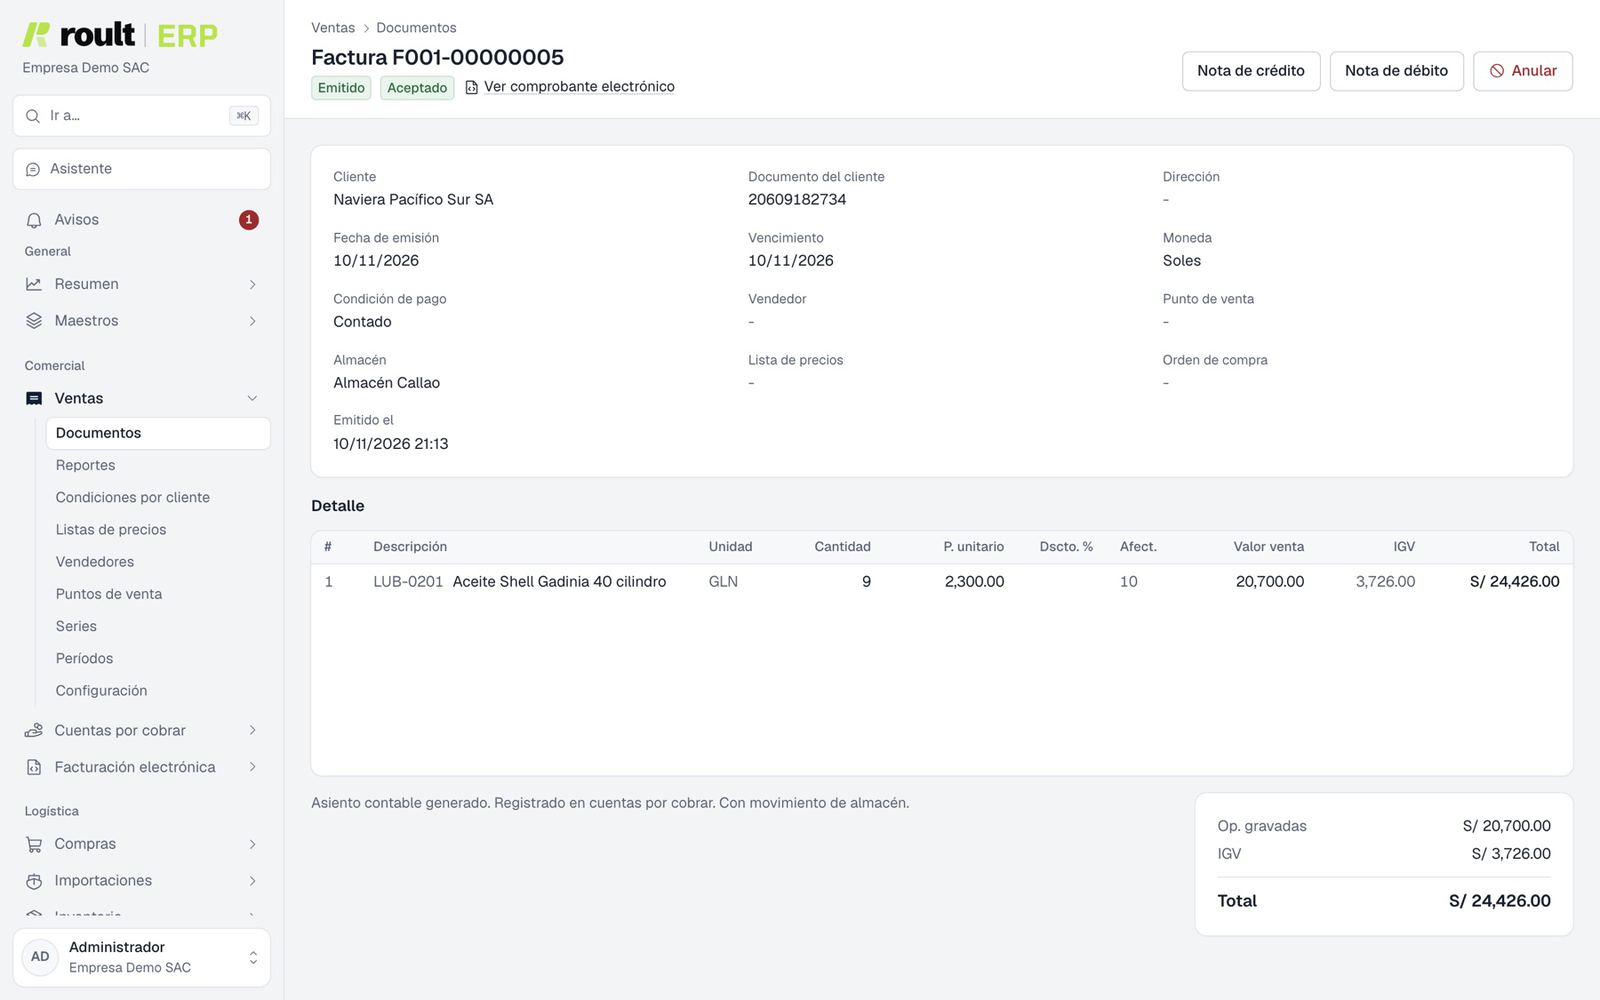 roult | ERP
Empresa Demo SAC
Ir a... ⌘K
Asistente
Avisos 1
General
Resumen
Maestros
Comercial
Ventas
Documentos
Reportes
Condiciones por cliente
Listas de precios
Vendedores
Puntos de venta
Series
Períodos
Configuración
Cuentas por cobrar
Facturación electrónica
Logística
Compras
Importaciones
Inventario
AD Administrador
Empresa Demo SAC
Ventas > Documentos
Factura F001-00000005
Emitido Aceptado Ver comprobante electrónico
Nota de crédito Nota de débito Anular
Cliente Documento del cliente Dirección
Naviera Pacífico Sur SA 20609182734 -
Fecha de emisión Vencimiento Moneda
10/11/2026 10/11/2026 Soles
Condición de pago Vendedor Punto de venta
Contado - -
Almacén Lista de precios Orden de compra
Almacén Callao - -
Emitido el
10/11/2026 21:13
Detalle
# Descripción Unidad Cantidad P. unitario Dscto. % Afect. Valor venta IGV Total
1 LUB-0201 Aceite Shell Gadinia 40 cilindro GLN 9 2,300.00 10 20,700.00 3,726.00 S/ 24,426.00
Asiento contable generado. Registrado en cuentas por cobrar. Con movimiento de almacén.
Op. gravadas S/ 20,700.00
IGV S/ 3,726.00
Total S/ 24,426.00